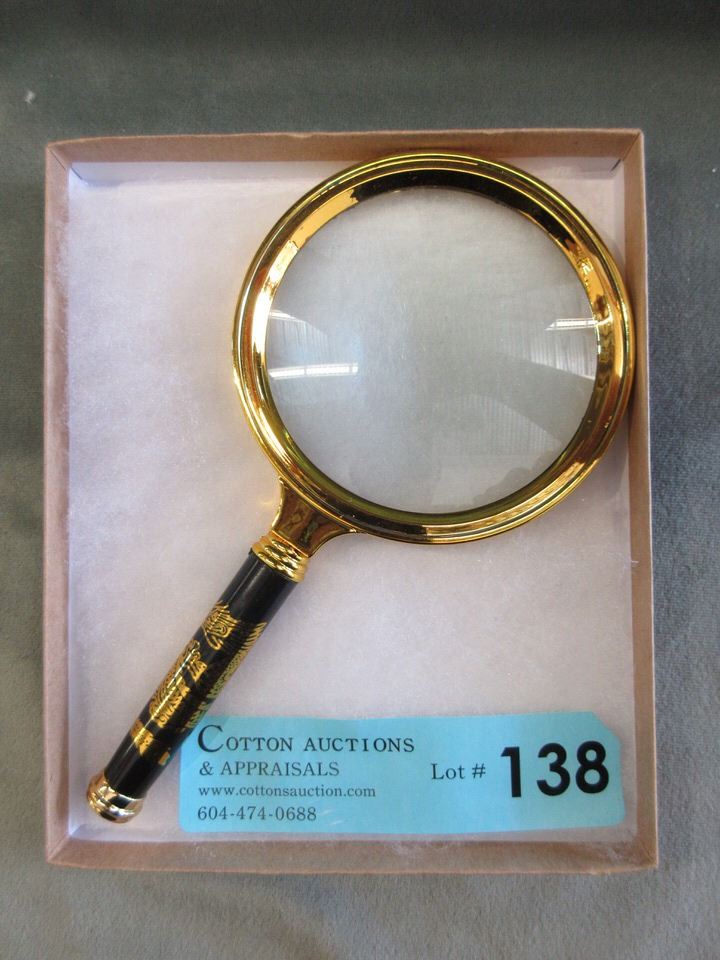 COTTON AUCTIONS
& APPRAISALS
www.cottonsauction.com
604-474-0688
Lot # 138